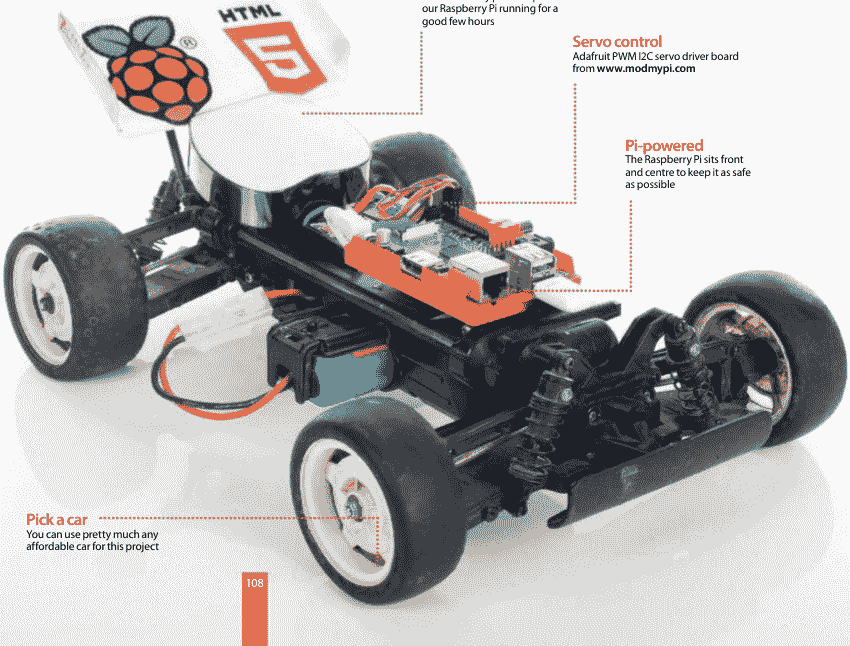 our Raspberry Pi running for a
good few hours
HTML
5
®
Servo control
Adafruit PWM I2C servo driver board
from www.modmypi.com
Pi-powered
The Raspberry Pi sits front
and centre to keep it as safe
as possible
Pick a car
You can use pretty much any
affordable car for this project
108